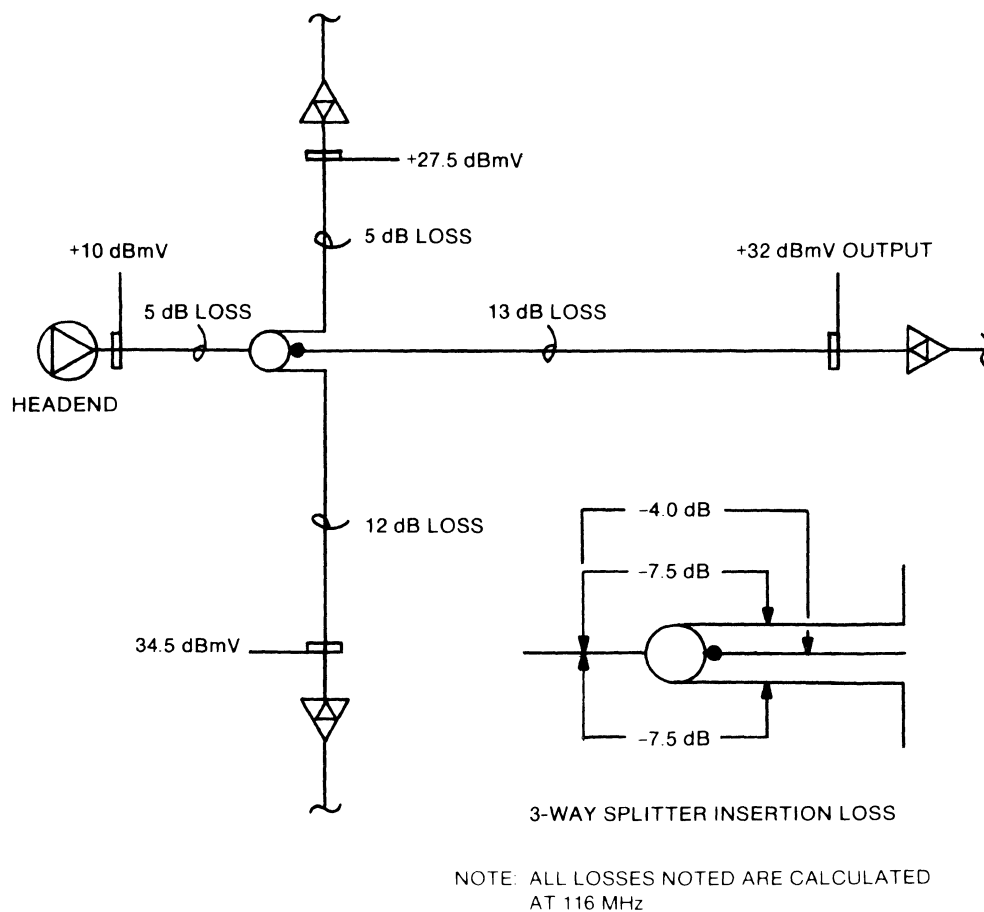 +27.5 dBmV
5 dB LOSS
+10 dBmV
+32 dBmV OUTPUT
5 dB LOSS
13 dB LOSS
HEADEND
12 dB LOSS
34.5 dBmV
–4.0 dB
–7.5 dB
–7.5 dB
3-WAY SPLITTER INSERTION LOSS
NOTE: ALL LOSSES NOTED ARE CALCULATED
AT 116 MHz